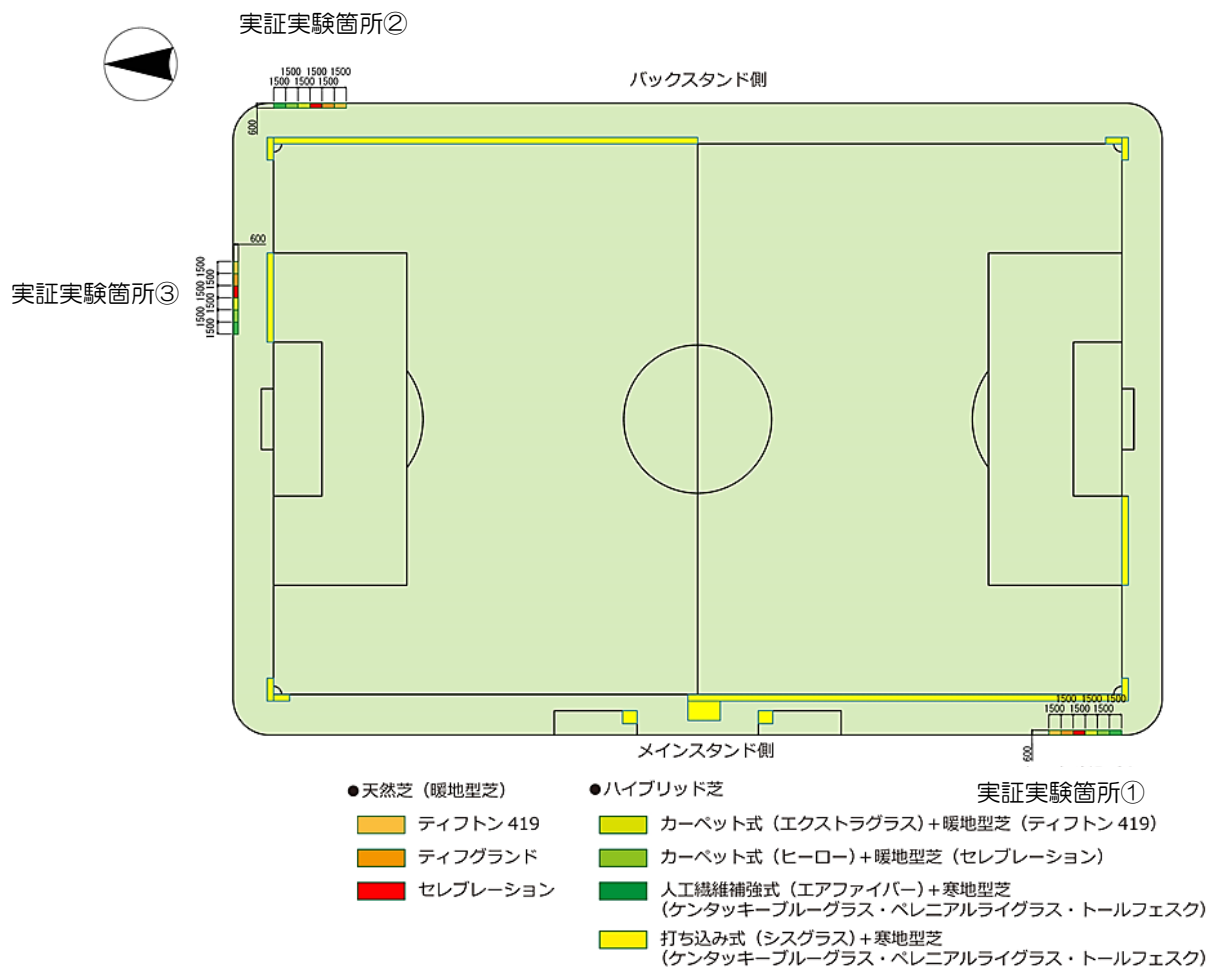 実証実験箇所②
1500 1500 1500
1500 1500 1500
バックスタンド側
600
600
実証実験箇所③
1500 1500 1500
1500 1500 1500
1500 1500 1500
1500 1500 1500
600
メインスタンド側
実証実験箇所①
●天然芝（暖地型芝）
ティフトン 419
ティフグランド
セレブレーション
●ハイブリッド芝
カーペット式（エクストラグラス）＋暖地型芝（ティフトン 419）
カーペット式（ヒーロー）＋暖地型芝（セレブレーション）
人工繊維補強式（エアファイバー）＋寒地型芝
（ケンタッキーブルーグラス・ペレニアルライグラス・トールフェスク）
打ち込み式（シスグラス）＋寒地型芝
（ケンタッキーブルーグラス・ペレニアルライグラス・トールフェスク）